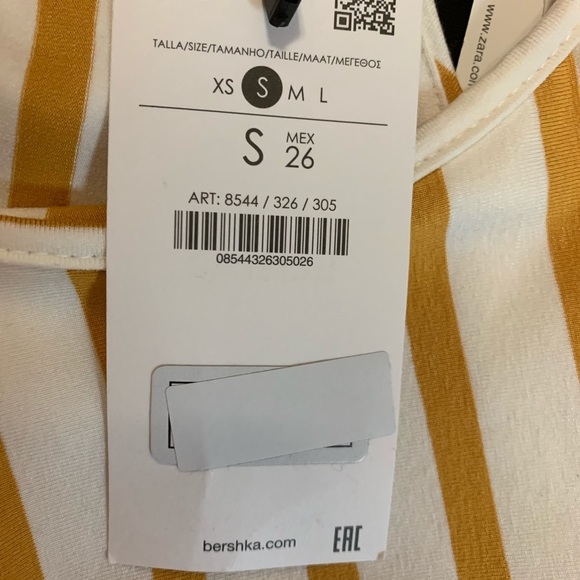 www.zara.com
TALLA/SIZE/TAMANHO/TAILLE/MAAT/ΜΕΓΕΘΟΣ
XS S M L
S MEX 26
ART: 8544 / 326 / 305
08544326305026
bershka.com
EAC